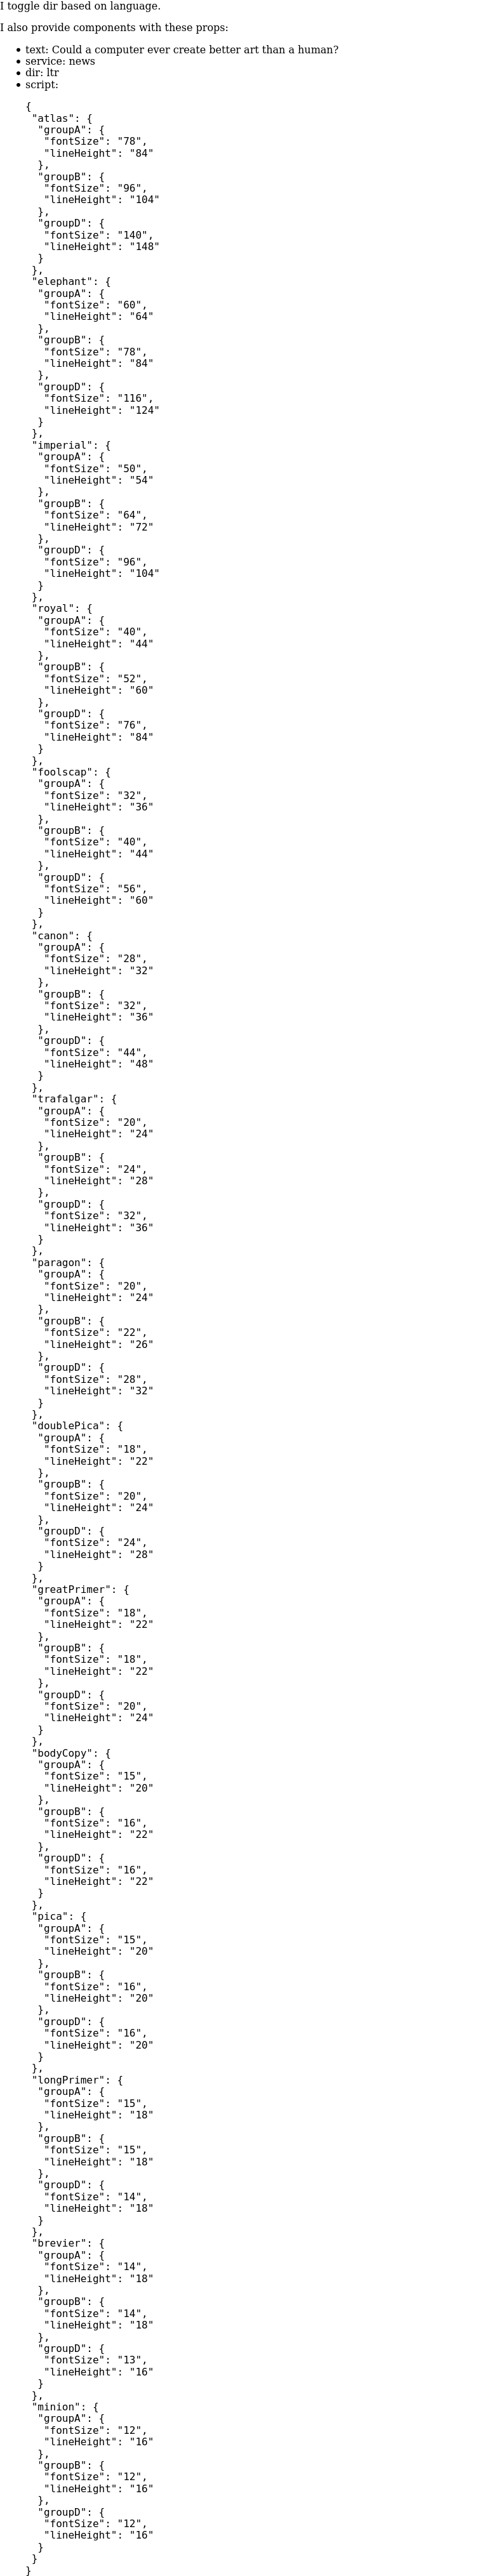 I toggle dir based on language.
I also provide components with these props:
• text: Could a computer ever create better art than a human?
• service: news
• dir: ltr
• script:
{
"atlas": {
"groupA": {
"fontSize": "78",
"lineHeight": "84"
},
"groupB": {
"fontSize": "96",
"lineHeight": "104"
},
"groupD": {
"fontSize": "140",
"lineHeight": "148"
}
},
"elephant": {
"groupA": {
"fontSize": "60",
"lineHeight": "64"
},
"groupB": {
"fontSize": "78",
"lineHeight": "84"
},
"groupD": {
"fontSize": "116",
"lineHeight": "124"
}
},
"imperial": {
"groupA": {
"fontSize": "50",
"lineHeight": "54"
},
"groupB": {
"fontSize": "64",
"lineHeight": "72"
},
"groupD": {
"fontSize": "96",
"lineHeight": "104"
}
},
"royal": {
"groupA": {
"fontSize": "40",
"lineHeight": "44"
},
"groupB": {
"fontSize": "52",
"lineHeight": "60"
},
"groupD": {
"fontSize": "76",
"lineHeight": "84"
}
},
"foolscap": {
"groupA": {
"fontSize": "32",
"lineHeight": "36"
},
"groupB": {
"fontSize": "40",
"lineHeight": "44"
},
"groupD": {
"fontSize": "56",
"lineHeight": "60"
}
},
"canon": {
"groupA": {
"fontSize": "28",
"lineHeight": "32"
},
"groupB": {
"fontSize": "32",
"lineHeight": "36"
},
"groupD": {
"fontSize": "44",
"lineHeight": "48"
}
},
"trafalgar": {
"groupA": {
"fontSize": "20",
"lineHeight": "24"
},
"groupB": {
"fontSize": "24",
"lineHeight": "28"
},
"groupD": {
"fontSize": "32",
"lineHeight": "36"
}
},
"paragon": {
"groupA": {
"fontSize": "20",
"lineHeight": "24"
},
"groupB": {
"fontSize": "22",
"lineHeight": "26"
},
"groupD": {
"fontSize": "28",
"lineHeight": "32"
}
},
"doublePica": {
"groupA": {
"fontSize": "18",
"lineHeight": "22"
},
"groupB": {
"fontSize": "20",
"lineHeight": "24"
},
"groupD": {
"fontSize": "24",
"lineHeight": "28"
}
},
"greatPrimer": {
"groupA": {
"fontSize": "18",
"lineHeight": "22"
},
"groupB": {
"fontSize": "18",
"lineHeight": "22"
},
"groupD": {
"fontSize": "20",
"lineHeight": "24"
}
},
"bodyCopy": {
"groupA": {
"fontSize": "15",
"lineHeight": "20"
},
"groupB": {
"fontSize": "16",
"lineHeight": "22"
},
"groupD": {
"fontSize": "16",
"lineHeight": "22"
}
},
"pica": {
"groupA": {
"fontSize": "15",
"lineHeight": "20"
},
"groupB": {
"fontSize": "16",
"lineHeight": "20"
},
"groupD": {
"fontSize": "16",
"lineHeight": "20"
}
},
"longPrimer": {
"groupA": {
"fontSize": "15",
"lineHeight": "18"
},
"groupB": {
"fontSize": "15",
"lineHeight": "18"
},
"groupD": {
"fontSize": "14",
"lineHeight": "18"
}
},
"brevier": {
"groupA": {
"fontSize": "14",
"lineHeight": "18"
},
"groupB": {
"fontSize": "14",
"lineHeight": "18"
},
"groupD": {
"fontSize": "13",
"lineHeight": "16"
}
},
"minion": {
"groupA": {
"fontSize": "12",
"lineHeight": "16"
},
"groupB": {
"fontSize": "12",
"lineHeight": "16"
},
"groupD": {
"fontSize": "12",
"lineHeight": "16"
}
}
}